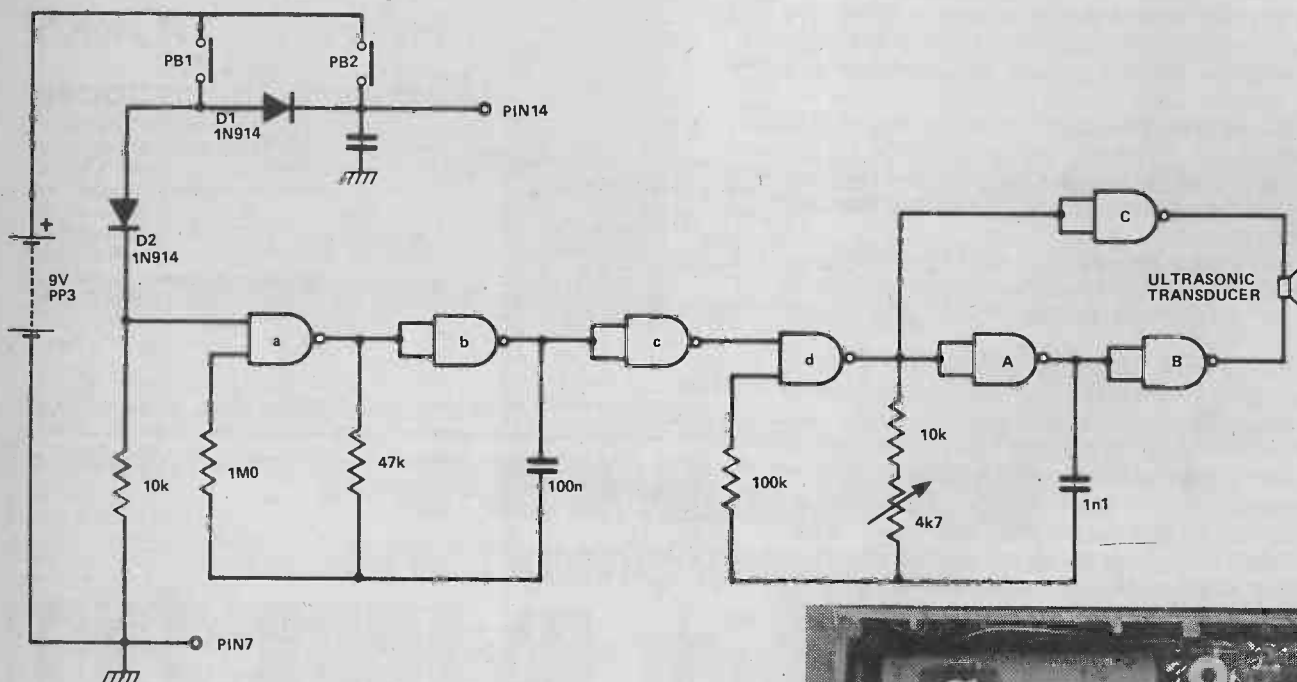 PB1
PB2
D1
1N914
PIN14
D2
1N914
+
9V
PP3
10k
a
1M0
47k
b
100n
c
d
100k
10k
4k7
A
1n1
B
C
ULTRASONIC
TRANSDUCER
PIN7